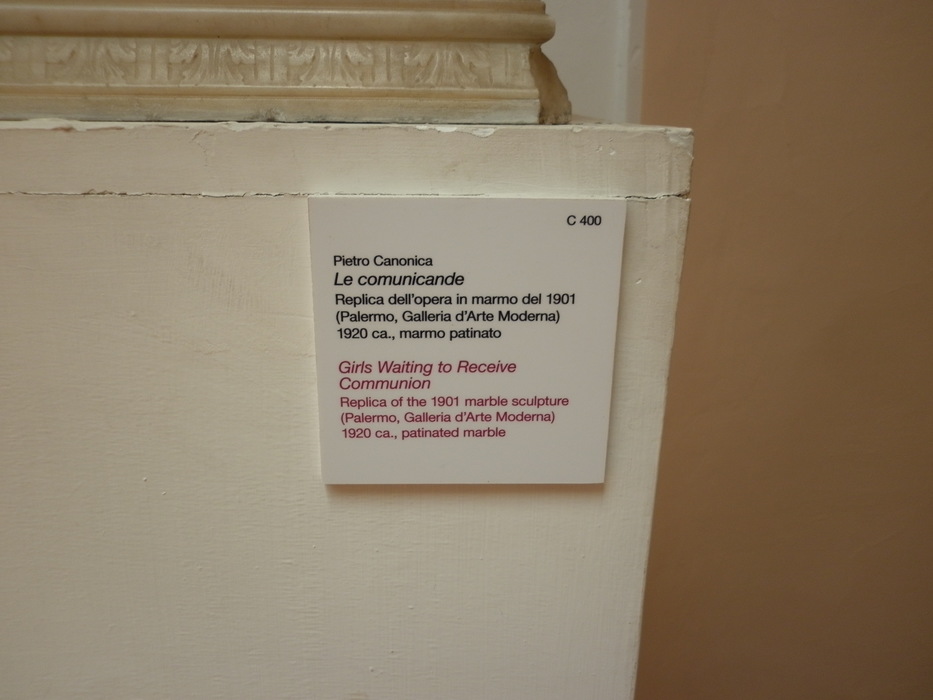 C 400
Pietro Canonica
Le comunicande
Replica dell'opera in marmo del 1901
(Palermo, Galleria d'Arte Moderna)
1920 ca., marmo patinato
Girls Waiting to Receive
Communion
Replica of the 1901 marble sculpture
(Palermo, Galleria d'Arte Moderna)
1920 ca., patinated marble